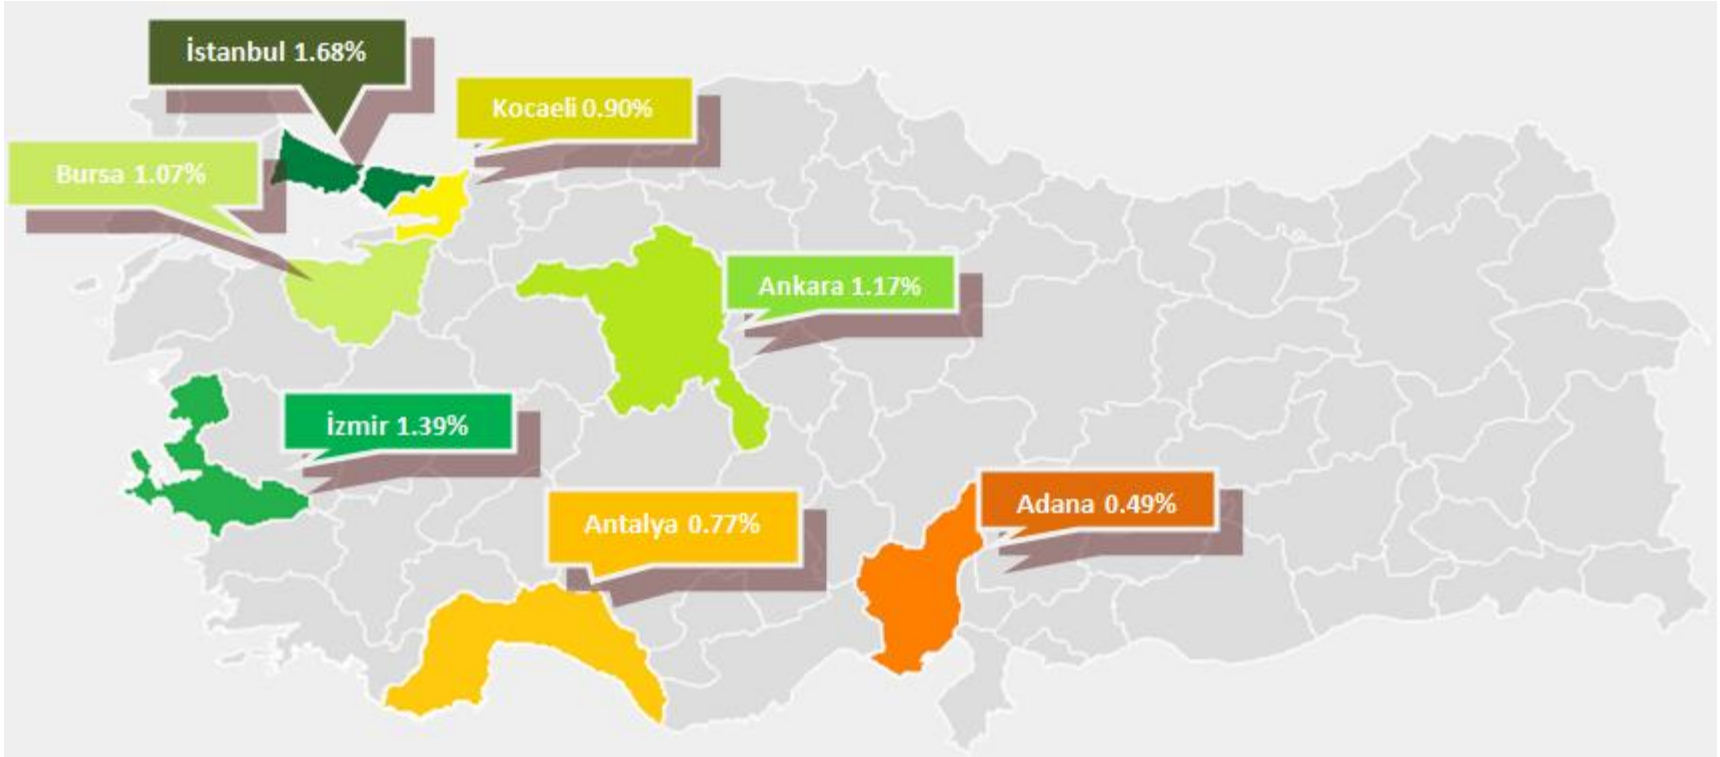 İstanbul 1.68%
Kocaeli 0.90%
Bursa 1.07%
Ankara 1.17%
İzmir 1.39%
Adana 0.49%
Antalya 0.77%